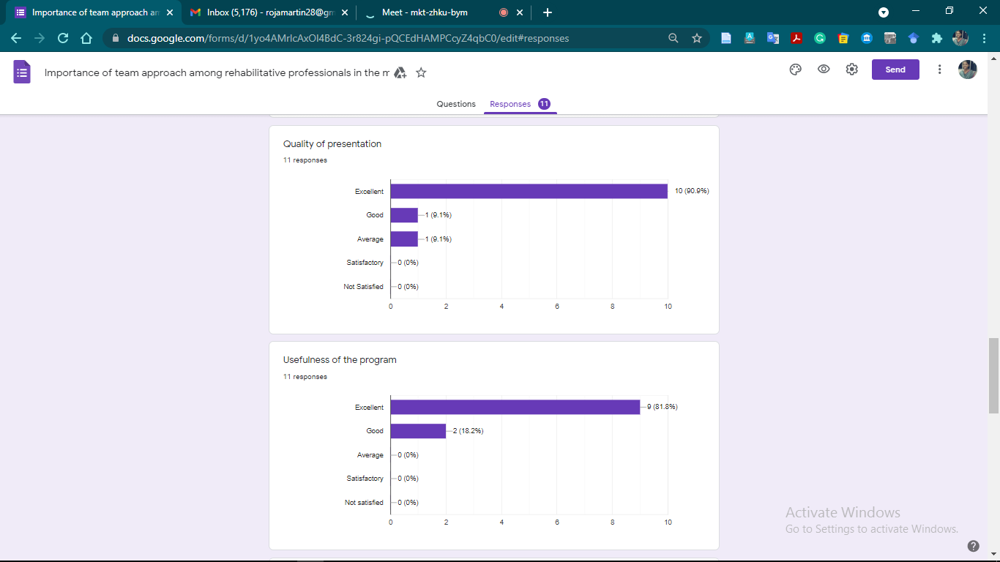 Importance of team approach an
Inbox (5,176) - rojamartin28@gm
Meet - mkt-zhku-bym
docs.google.com/forms/d/1yo4AMrlcAxOl4BdC-3r824gi-pQCEdHAMPCcyZ4qbC0/edit#responses
Importance of team approach among rehabilitative professionals in the m
Send
Questions
Responses 11
Quality of presentation
11 responses
Excellent 10 (90.9%)
Good 1 (9.1%)
Average 1 (9.1%)
Satisfactory 0 (0%)
Not Satisfied 0 (0%)
0 2 4 6 8 10
Usefulness of the program
11 responses
Excellent 9 (81.8%)
Good 2 (18.2%)
Average 0 (0%)
Satisfactory 0 (0%)
Not satisfied 0 (0%)
0 2 4 6 8 10
Activate Windows
Go to Settings to activate Windows.